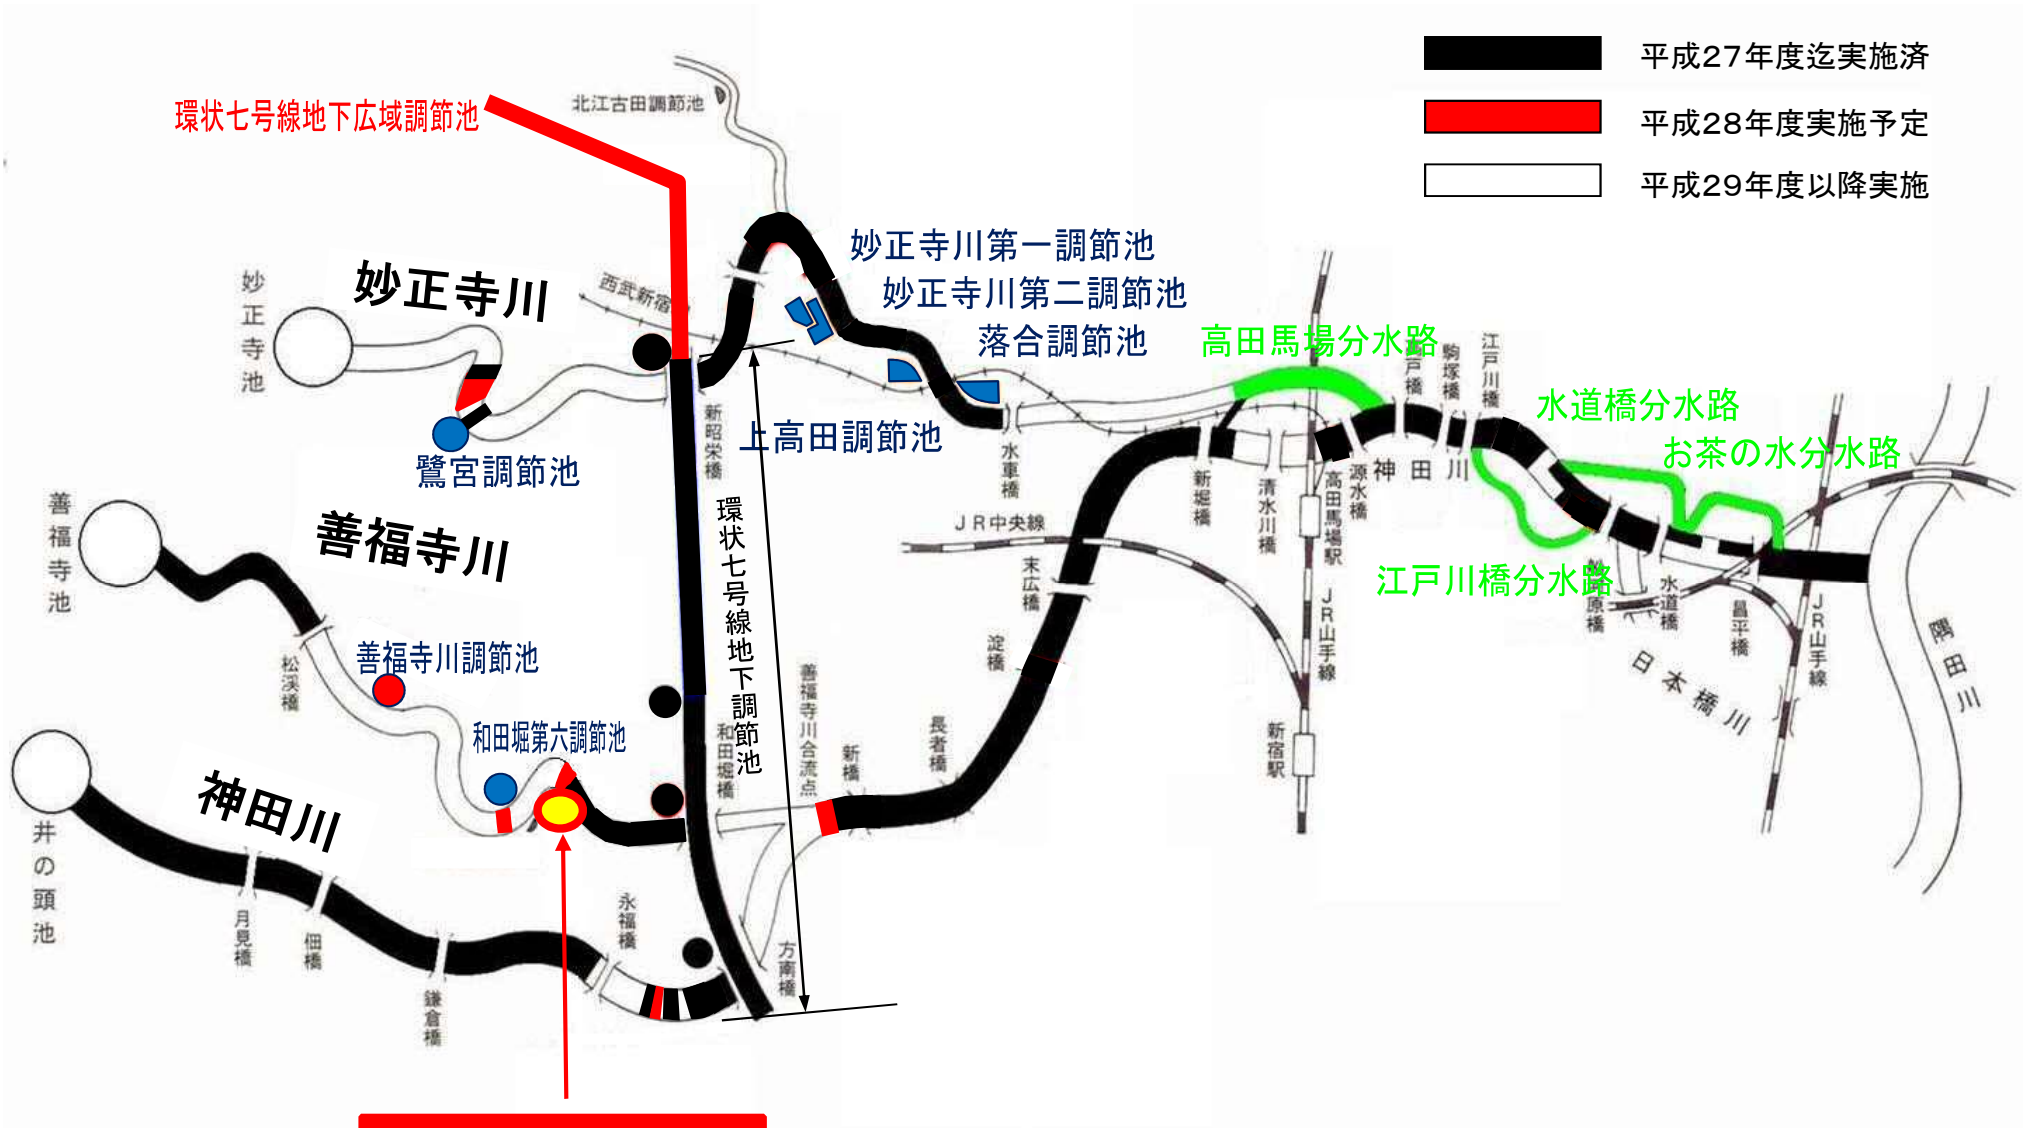 平成27年度迄実施済
平成28年度実施予定
平成29年度以降実施
環状七号線地下広域調節池
北江古田調節池
妙正寺川
妙正寺池
西武新宿
妙正寺川第一調節池
妙正寺川第二調節池
落合調節池
上高田調節池
鷺宮調節池
高田馬場分水路
戸橋
駒塚橋
江戸川橋
水道橋分水路
お茶の水分水路
江戸川橋分水路
新昭栄橋
水車橋
新堀橋
清水川橋
高田馬場駅
源水橋
神田川
善福寺池
善福寺川
環状七号線地下調節池
JR中央線
末広橋
淀橋
JR山手線
新宿駅
原橋
水道橋
昌平橋
JR山手線
日本橋川
隅田川
松渓橋
善福寺川調節池
和田堀第六調節池
和田堀橋
善福寺川合流点
新橋
長者橋
神田川
井の頭池
月見橋
佃橋
鎌倉橋
永福橋
方南橋